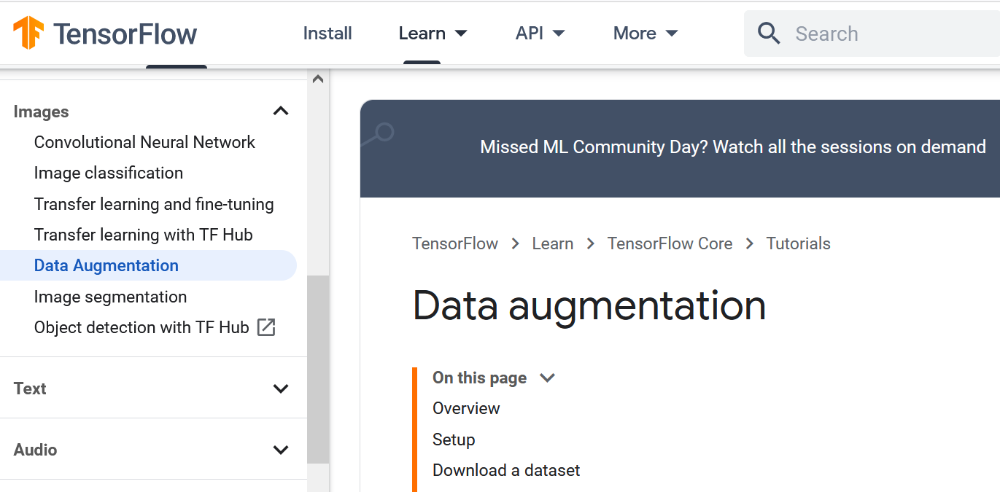 TensorFlow
Install Learn API More Search
Images
Convolutional Neural Network
Image classification
Transfer learning and fine-tuning
Transfer learning with TF Hub
Data Augmentation
Image segmentation
Object detection with TF Hub
Text
Audio
Missed ML Community Day? Watch all the sessions on demand
TensorFlow > Learn > TensorFlow Core > Tutorials
Data augmentation
On this page
Overview
Setup
Download a dataset